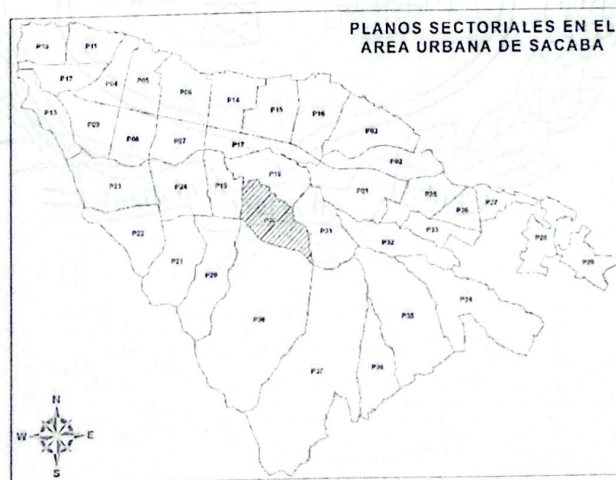 PLANOS SECTORIALES EN EL
AREA URBANA DE SACABA
P10
P11
P12
P04
P05
P06
P14
P15
P16
P03
P13
P09
P08
P07
P17
P02
P23
P24
P19
P18
P01
P25
P26
P27
P22
P21
P20
P31
P32
P33
P28
P29
P38
P35
P34
P37
P36
N
W
E
S